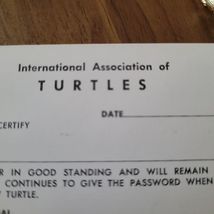 International Association of
TURTLES
DATE
CERTIFY
R IN GOOD STANDING AND WILL REMAIN
CONTINUES TO GIVE THE PASSWORD WHEN
TURTLE.